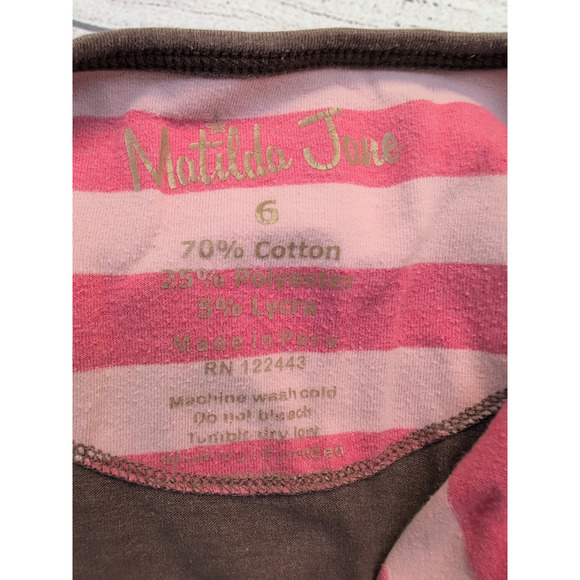 Matilda Jane
6
70% Cotton
25% Polyester
5% Lycra
Made in Peru
RN 122443
Machine wash cold
Do not bleach
Tumble dry low